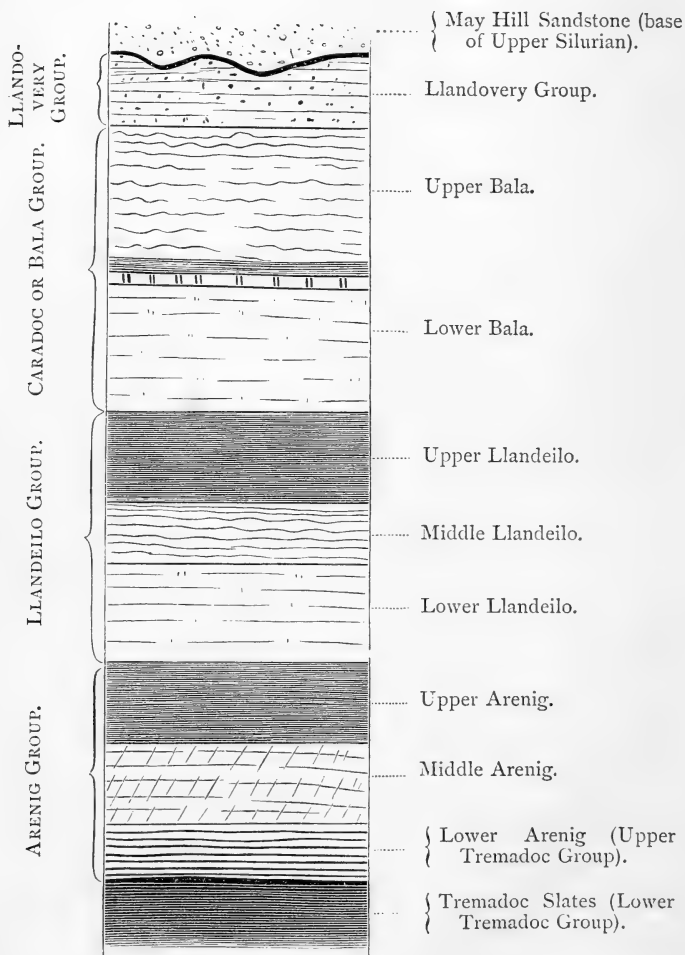 May Hill Sandstone (base
of Upper Silurian).
LLANDO-
VERY
GROUP.
Llandovery Group.
CARADOC OR BALA GROUP.
Upper Bala.
Lower Bala.
LLANDEILO GROUP.
Upper Llandeilo.
Middle Llandeilo.
Lower Llandeilo.
ARENIG GROUP.
Upper Arenig.
Middle Arenig.
Lower Arenig (Upper
Tremadoc Group).
Tremadoc Slates (Lower
Tremadoc Group).